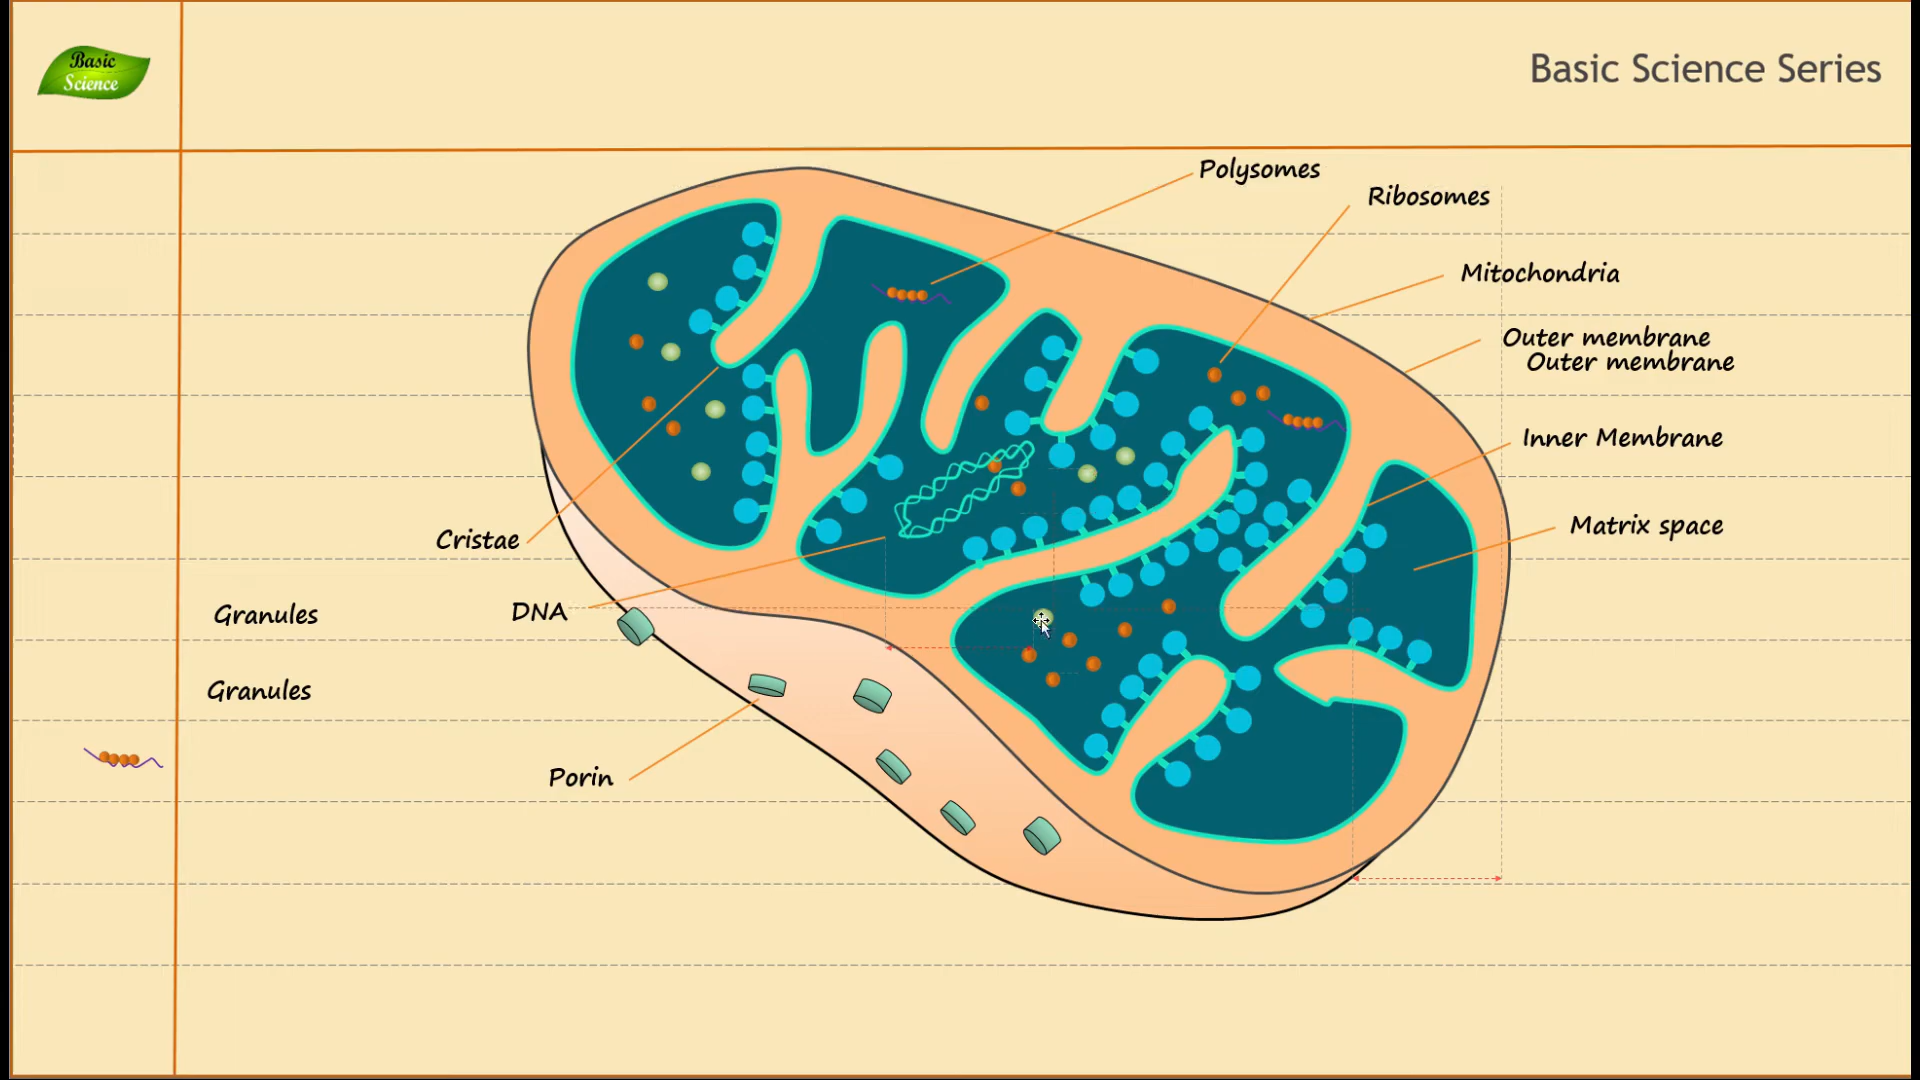 Basic
Science
Basic Science Series
Polysomes
Ribosomes
Mitochondria
Outer membrane
Outer membrane
Inner Membrane
Matrix space
Cristae
DNA
Granules
Granules
Porin